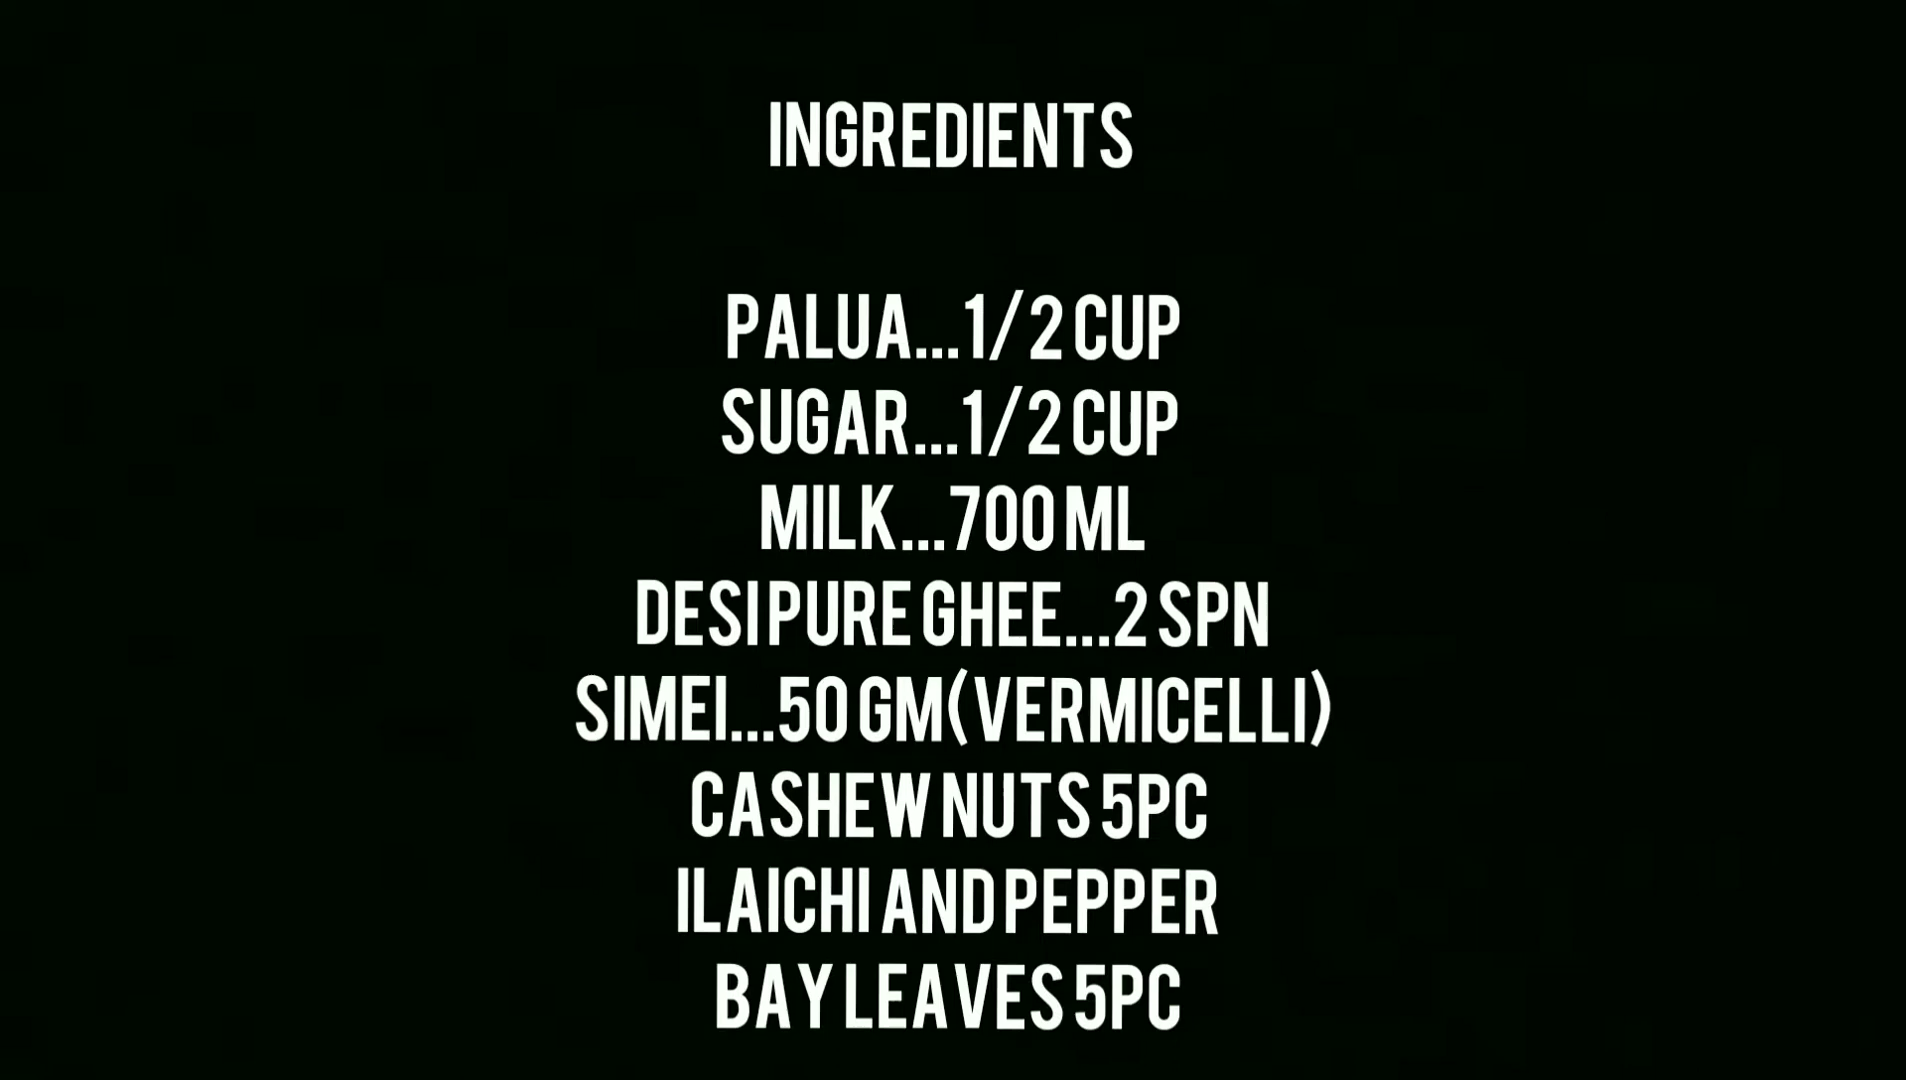 INGREDIENTS
PALUA...1/2 CUP
SUGAR...1/2 CUP
MILK...700 ML
DESI PURE GHEE...2 SPN
SIMEI...50 GM(VERMICELLI)
CASHEW NUTS 5PC
ILAICHI AND PEPPER
BAY LEAVES 5PC